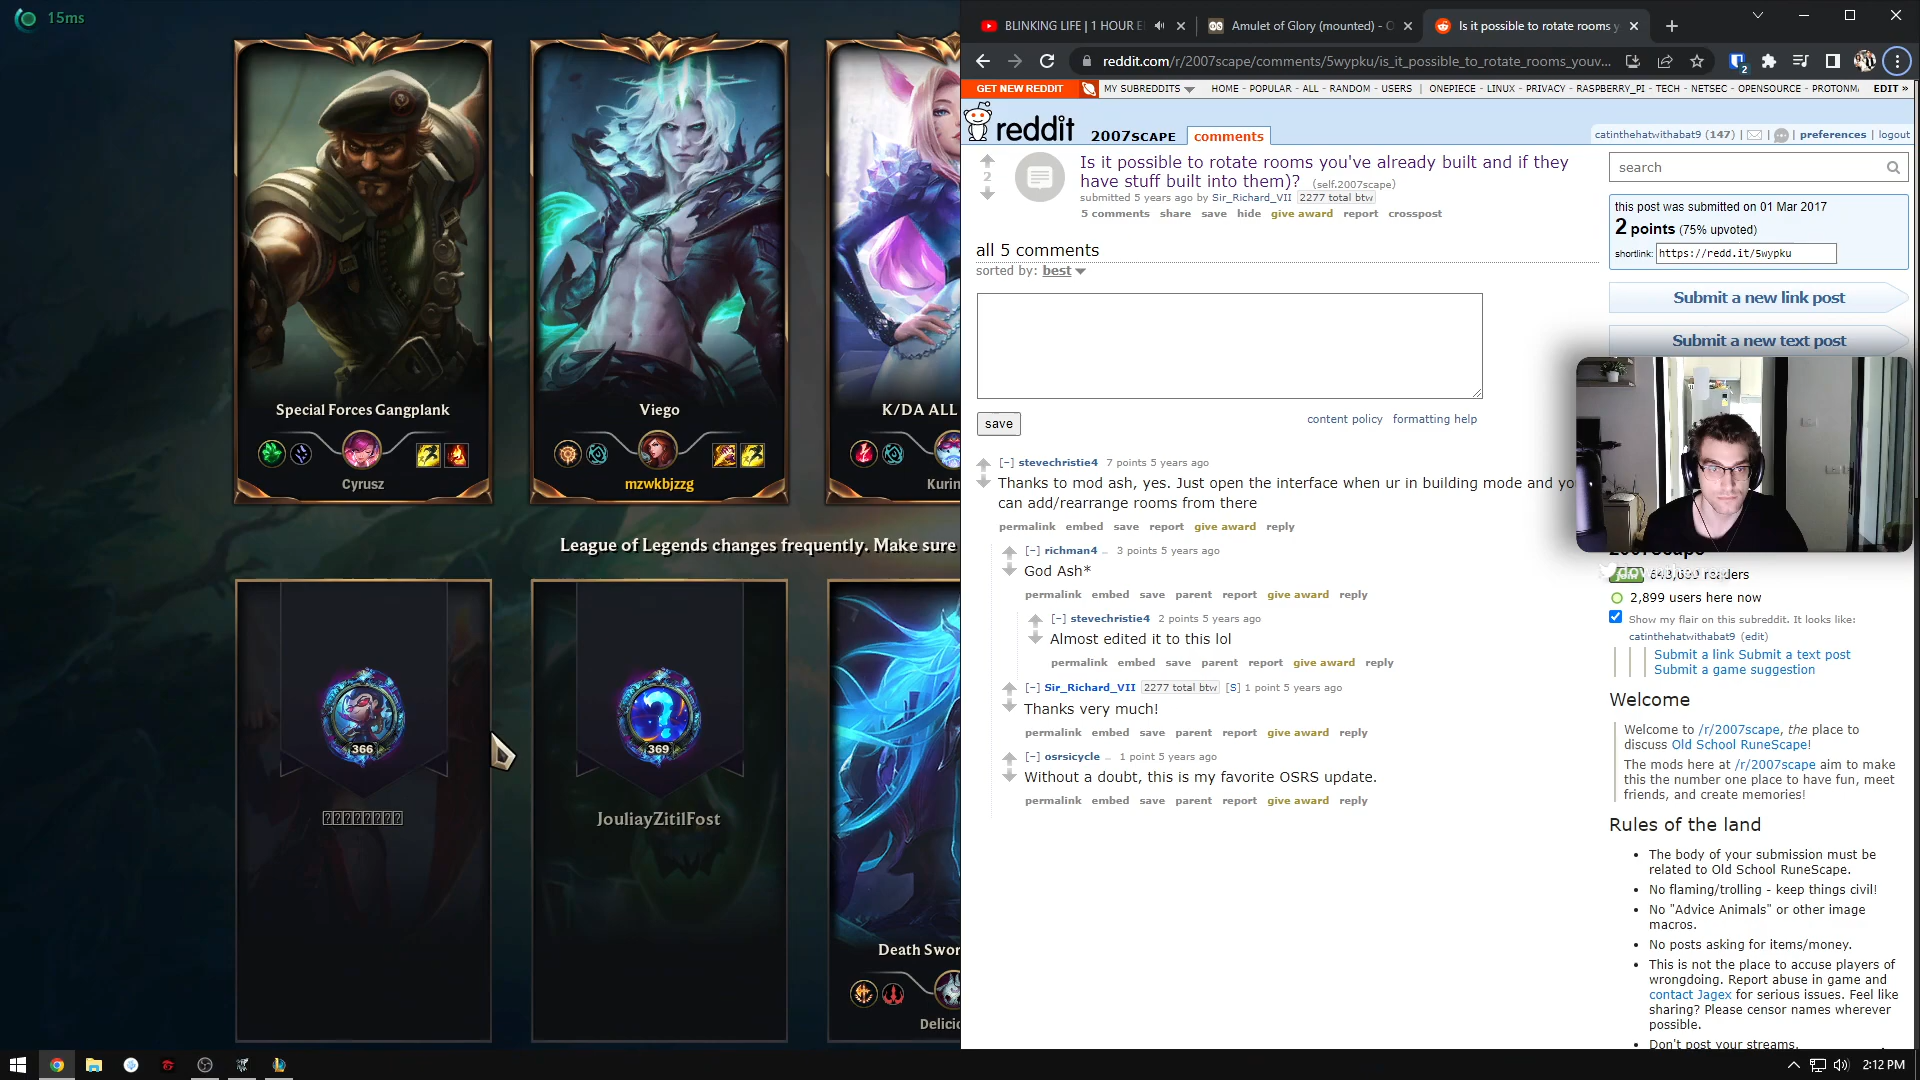 15ms
Special Forces Gangplank
Cyrusz
Viego
mzwkbjzzg
K/DA ALL
Kurin
League of Legends changes frequently. Make sure
366
369
JouliayZitilFost
Death Swor
Delicio
BLINKING LIFE | 1 HOUR E
Amulet of Glory (mounted) - O
Is it possible to rotate rooms y
reddit.com/r/2007scape/comments/5wypku/is_it_possible_to_rotate_rooms_youv...
2
GET NEW REDDIT
MY SUBREDDITS
HOME - POPULAR - ALL - RANDOM - USERS | ONEPIECE - LINUX - PRIVACY - RASPBERRY_PI - TECH - NETSEC - OPENSOURCE - PROTONM
EDIT »
reddit 2007SCAPE comments
catinthehatwithabat9 (147) | | | preferences | logout
2
Is it possible to rotate rooms you've already built and if they
have stuff built into them)? (self.2007scape)
submitted 5 years ago by Sir_Richard_VII 2277 total btw
5 comments share save hide give award report crosspost
all 5 comments
sorted by: best
save
content policy formatting help
[–] stevechristie4 7 points 5 years ago
Thanks to mod ash, yes. Just open the interface when ur in building mode and yo
can add/rearrange rooms from there
permalink embed save report give award reply
[–] richman4 .. 3 points 5 years ago
God Ash*
permalink embed save parent report give award reply
[–] stevechristie4 2 points 5 years ago
Almost edited it to this lol
permalink embed save parent report give award reply
[–] Sir_Richard_VII 2277 total btw [S] 1 point 5 years ago
Thanks very much!
permalink embed save parent report give award reply
[–] osrsicycle .. 1 point 5 years ago
Without a doubt, this is my favorite OSRS update.
permalink embed save parent report give award reply
search
this post was submitted on 01 Mar 2017
2 points (75% upvoted)
shortlink: https://redd.it/5wypku
Submit a new link post
Submit a new text post
2007scape
join readers
2,899 users here now
Show my flair on this subreddit. It looks like:
catinthehatwithabat9 (edit)
Submit a link Submit a text post
Submit a game suggestion
Welcome
Welcome to /r/2007scape, the place to
discuss Old School RuneScape!
The mods here at /r/2007scape aim to make
this the number one place to have fun, meet
friends, and create memories!
Rules of the land
• The body of your submission must be
related to Old School RuneScape.
• No flaming/trolling - keep things civil!
• No "Advice Animals" or other image
macros.
• No posts asking for items/money.
• This is not the place to accuse players of
wrongdoing. Report abuse in game and
contact Jagex for serious issues. Feel like
sharing? Please censor names wherever
possible.
• Don't post your streams.
2:12 PM